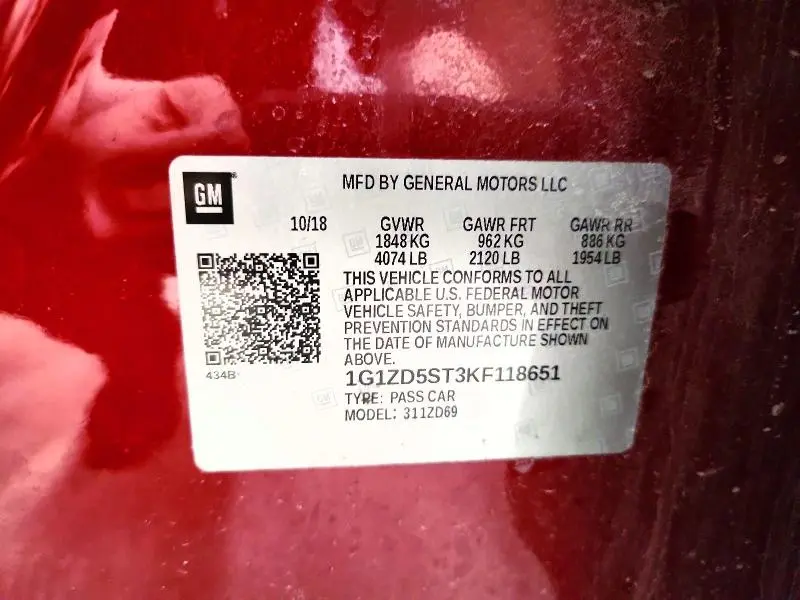 GM
MFD BY GENERAL MOTORS LLC
10/18 GVWR GAWR FRT GAWR RR
1848 KG 962 KG 886 KG
4074 LB 2120 LB 1954 LB
THIS VEHICLE CONFORMS TO ALL
APPLICABLE U.S. FEDERAL MOTOR
VEHICLE SAFETY, BUMPER, AND THEFT
PREVENTION STANDARDS IN EFFECT ON
THE DATE OF MANUFACTURE SHOWN
ABOVE.
434B
1G1ZD5ST3KF118651
TYPE: PASS CAR
MODEL: 311ZD69